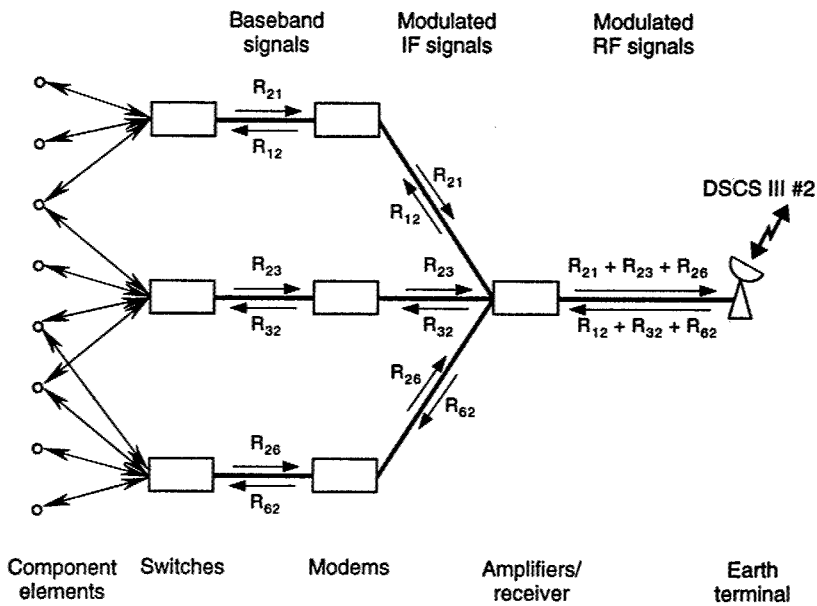 Baseband
signals
Modulated
IF signals
Modulated
RF signals
R21
R12
R21
R12
DSCS III #2
R23
R32
R23
R32
R21 + R23 + R26
R12 + R32 + R62
R26
R62
R26
R62
Component
elements
Switches
Modems
Amplifiers/
receiver
Earth
terminal